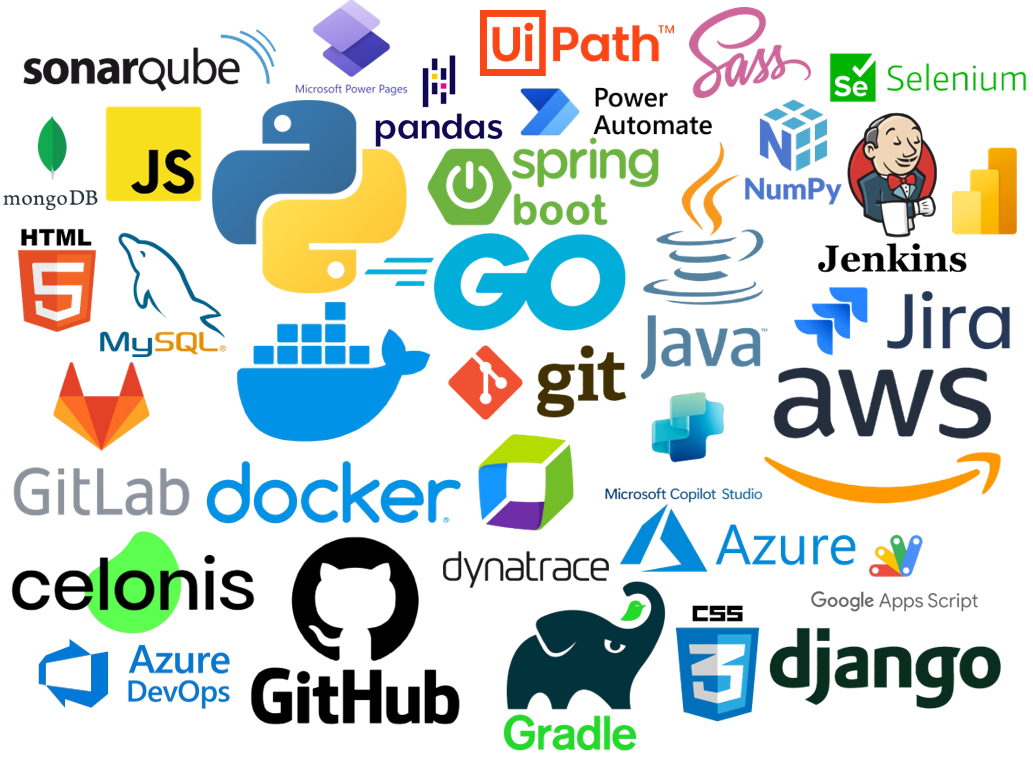 sonarqube
Microsoft Power Pages
UiPath™
Sass
Se Selenium
pandas
Power
Automate
mongoDB
JS
spring
boot
N
NumPy
HTML
5
MySQL®
GO
Java™
Jenkins
Jira
git
aws
GitLab
docker®
Microsoft Copilot Studio
celonis
dynatrace
Azure
Google Apps Script
Azure
DevOps
GitHub
Gradle
CSS
3
django